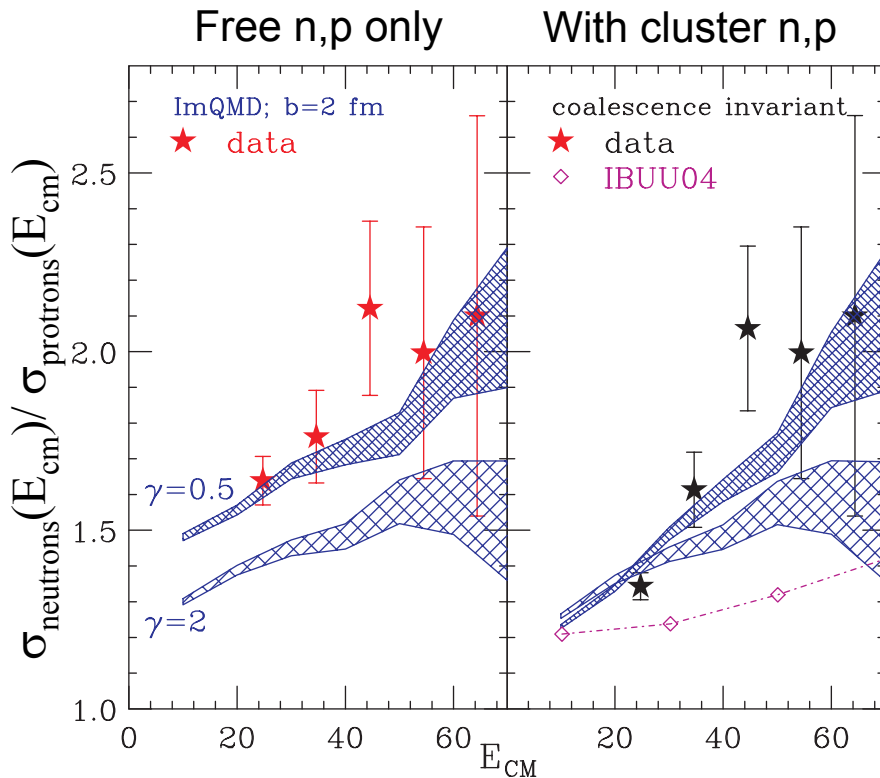 Free n,p only
With cluster n,p
ImQMD; b=2 fm
data
coalescence invariant
data
IBUU04
σneutrons(Ecm)/ σprotrons(Ecm)
2.5
2.0
1.5
1.0
γ=0.5
γ=2
0
20
40
60
20
40
60
ECM